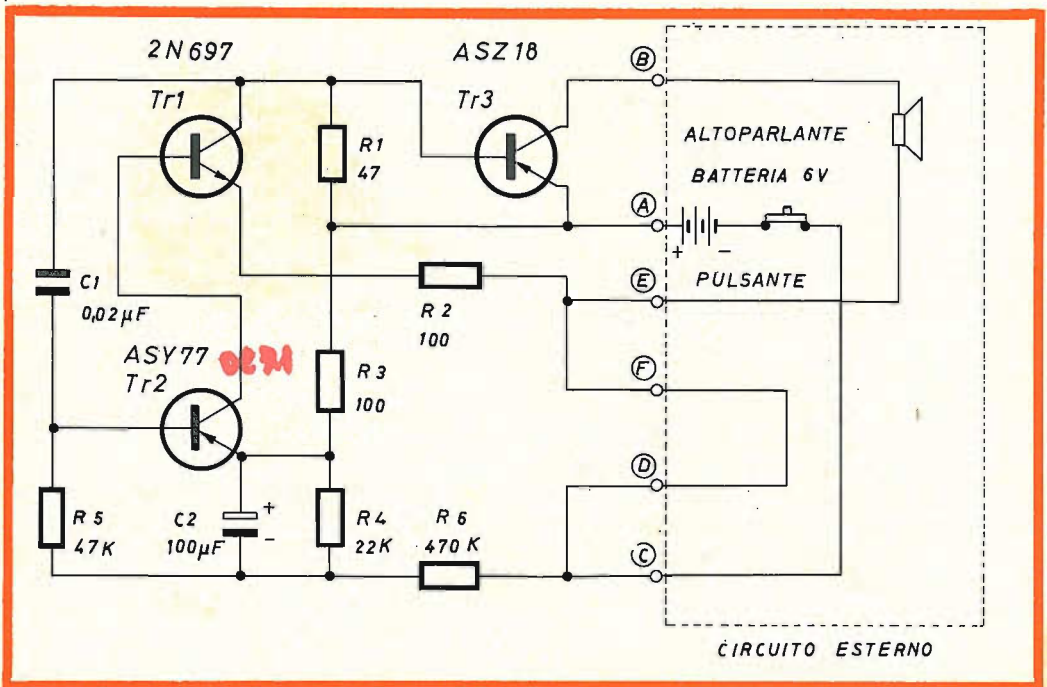 2N697
Tr1
ASZ18
Tr3
B
R1
47
ALTOPARLANTE
BATTERIA 6V
A
+ -
PULSANTE
E
C1
0,02µF
R2
100
F
ASY77
Tr2
R3
100
D
R5
47K
C2
100µF
+
-
R4
22K
R6
470K
C
CIRCUITO ESTERNO